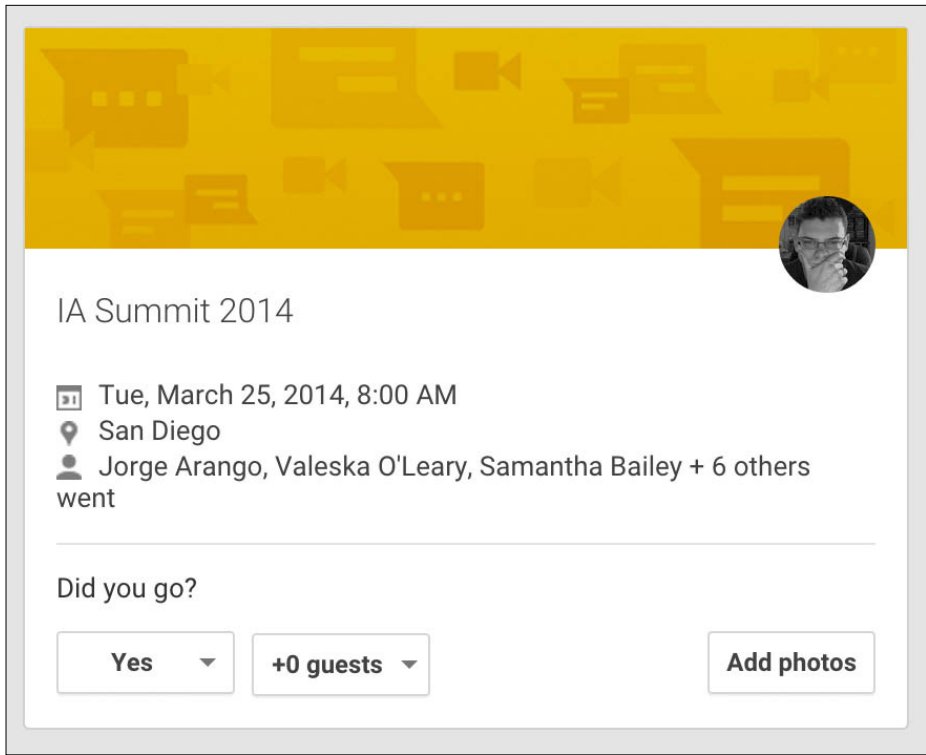 IA Summit 2014
31 Tue, March 25, 2014, 8:00 AM
San Diego
Jorge Arango, Valeska O'Leary, Samantha Bailey + 6 others
went
Did you go?
Yes +0 guests Add photos